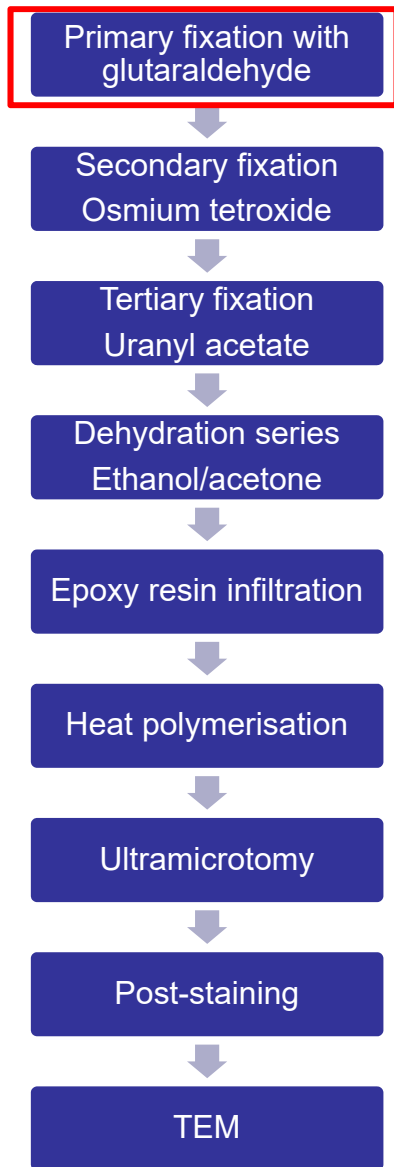 Primary fixation with
glutaraldehyde
Secondary fixation
Osmium tetroxide
Tertiary fixation
Uranyl acetate
Dehydration series
Ethanol/acetone
Epoxy resin infiltration
Heat polymerisation
Ultramicrotomy
Post-staining
TEM